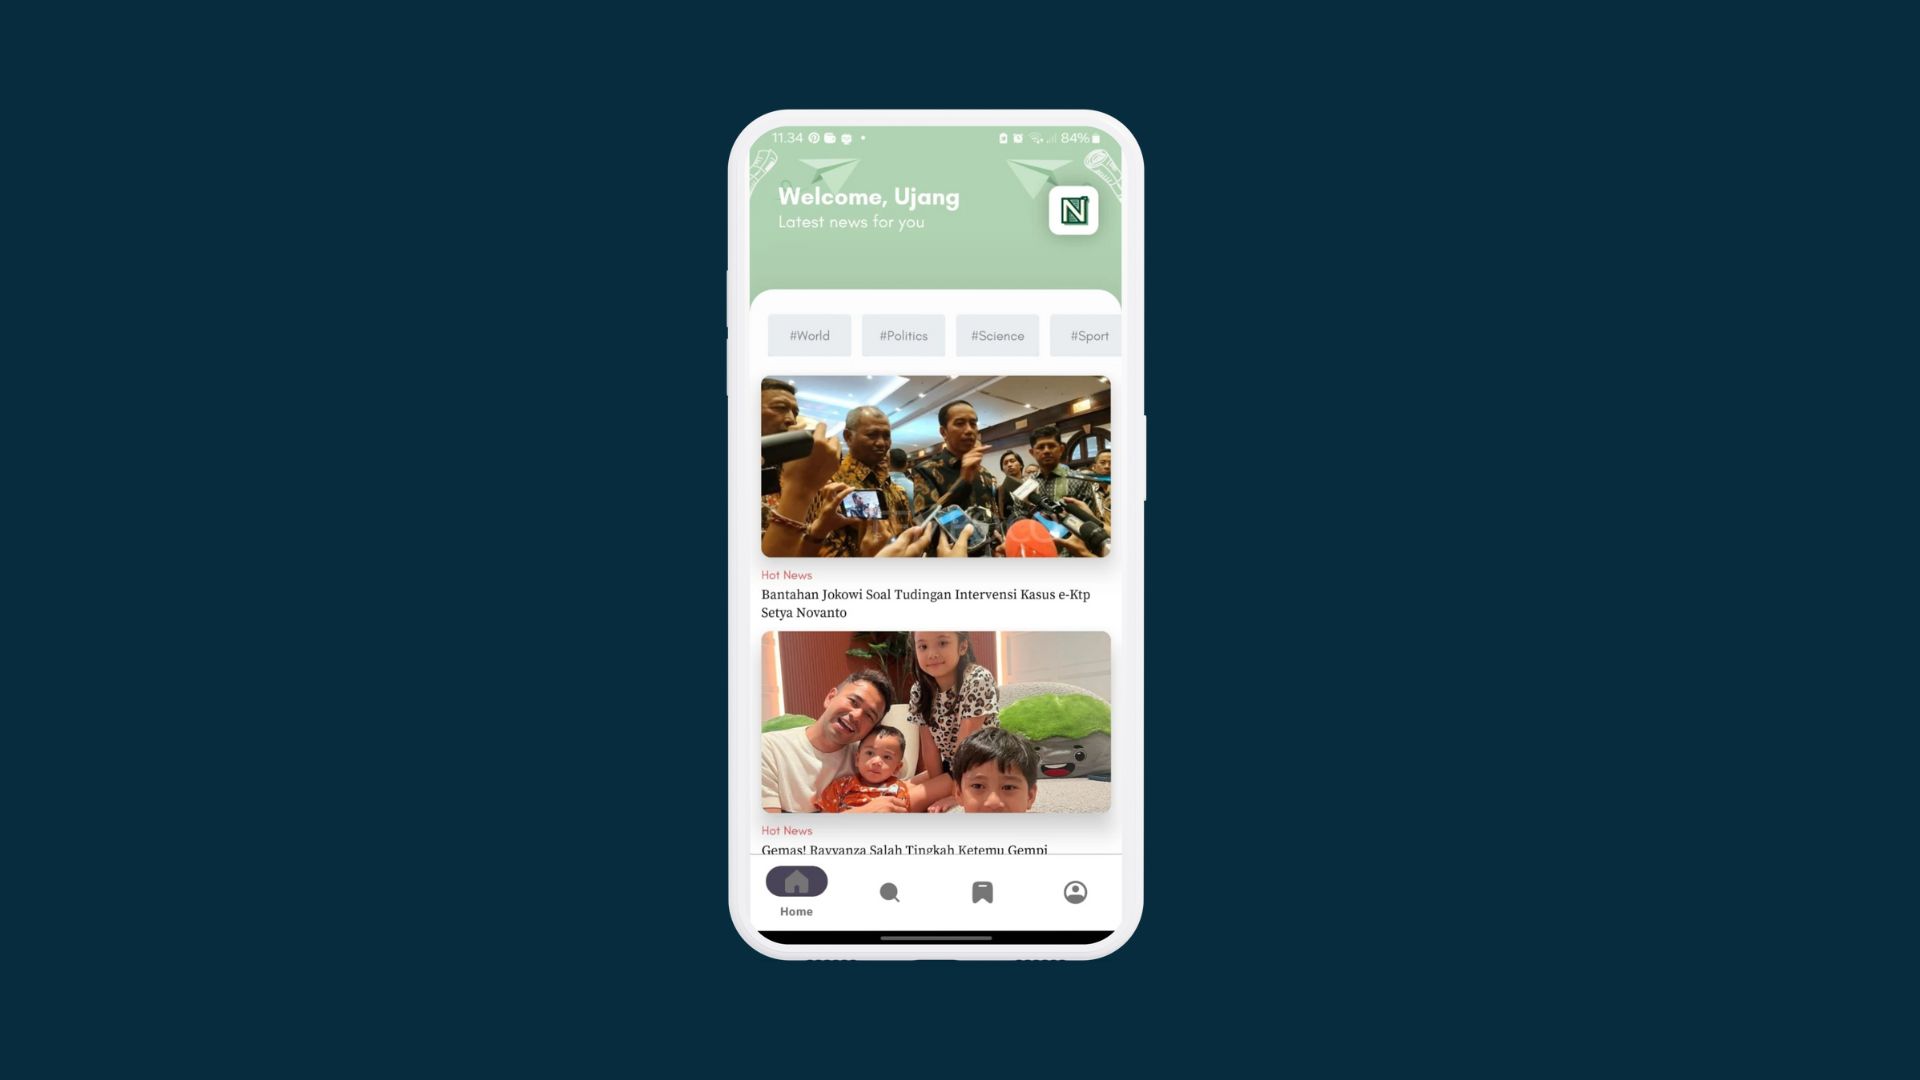 11.34
84%
Welcome, Ujang
Latest news for you
N
#World
#Politics
#Science
#Sport
Hot News
Bantahan Jokowi Soal Tudingan Intervensi Kasus e-Ktp
Setya Novanto
Hot News
Gemas! Rayyanza Salah Tingkah Ketemu Gempi
Home